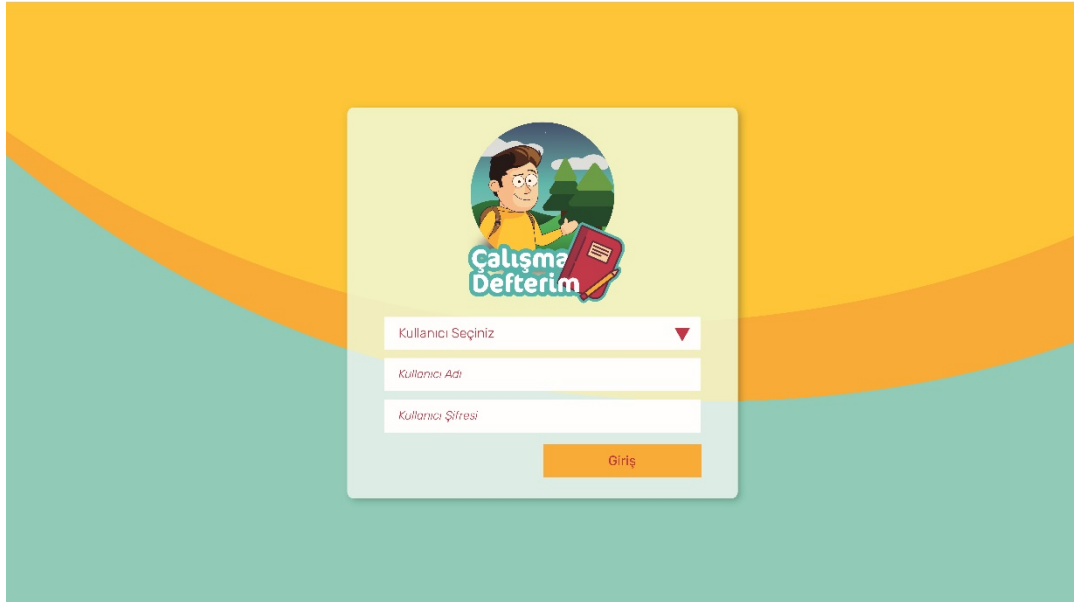 Çalışma
Defterim
Kullanıcı Seçiniz
Kullanıcı Adı
Kullanıcı Şifresi
Giriş